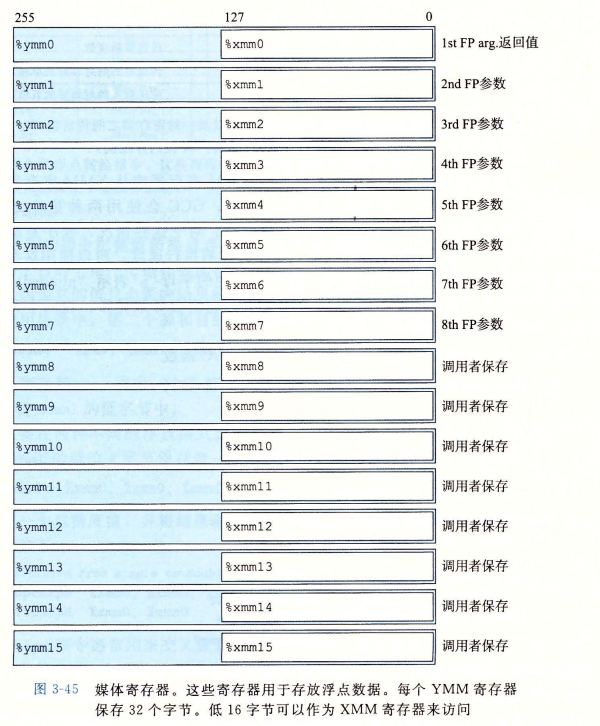 255 127 0
%ymm0 %xmm0 1st FP arg.返回值
%ymm1 %xmm1 2nd FP参数
%ymm2 %xmm2 3rd FP参数
%ymm3 %xmm3 4th FP参数
%ymm4 %xmm4 5th FP参数
%ymm5 %xmm5 6th FP参数
%ymm6 %xmm6 7th FP参数
%ymm7 %xmm7 8th FP参数
%ymm8 %xmm8 调用者保存
%ymm9 %xmm9 调用者保存
%ymm10 %xmm10 调用者保存
%ymm11 %xmm11 调用者保存
%ymm12 %xmm12 调用者保存
%ymm13 %xmm13 调用者保存
%ymm14 %xmm14 调用者保存
%ymm15 %xmm15 调用者保存
图 3-45 媒体寄存器。这些寄存器用于存放浮点数据。每个 YMM 寄存器
保存 32 个字节。低 16 字节可以作为 XMM 寄存器来访问